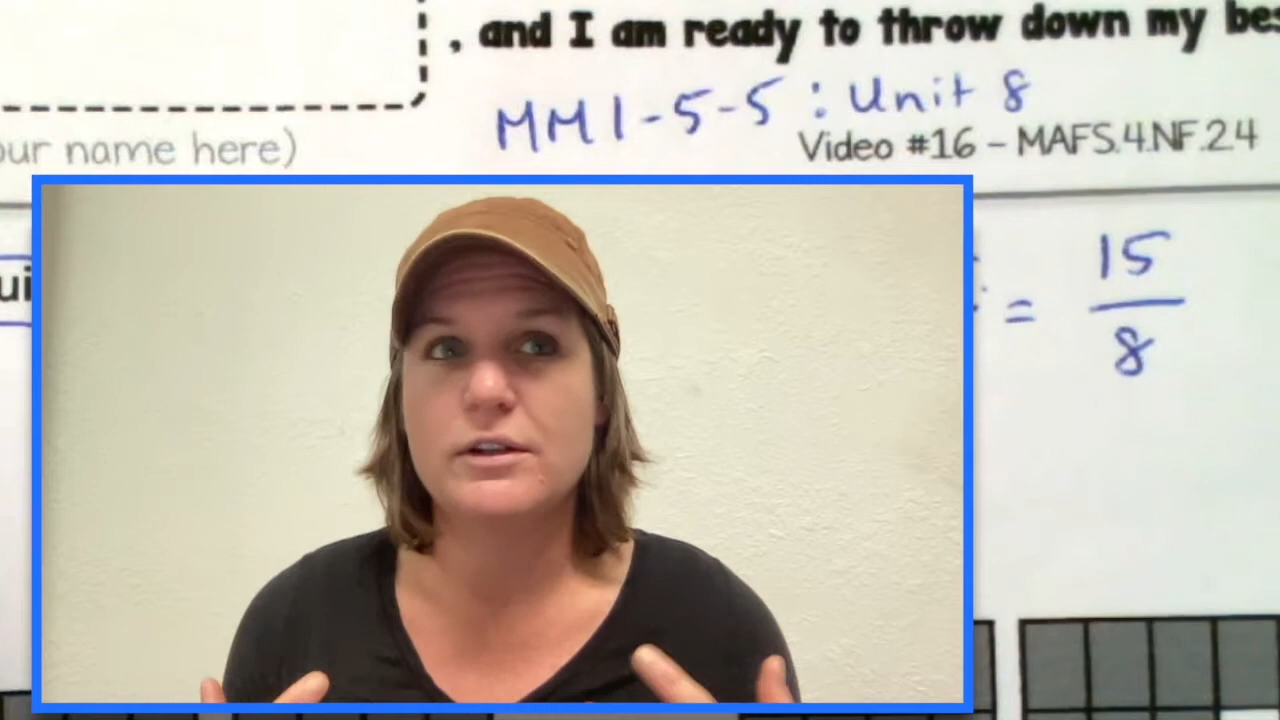 , and I am ready to throw down my bes
MM1-5-5 : Unit 8
our name here)
Video #16 - MAFS.4.NF.2.4
ui
= 15
8